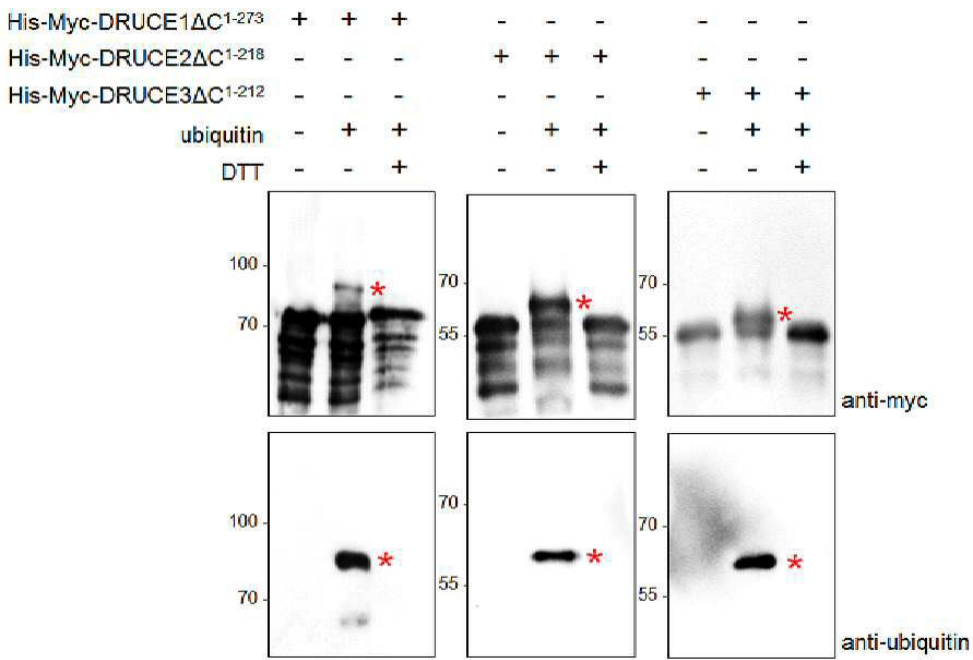 His-Myc-DRUCE1ΔC¹⁻²⁷³ + + + - - - - - -
His-Myc-DRUCE2ΔC¹⁻²¹⁸ - - - + + + - - -
His-Myc-DRUCE3ΔC¹⁻²¹² - - - - - - + + +
ubiquitin - + + - + + - + +
DTT - - + - - + - - +
100 70 * 70 55 * 70 55 * anti-myc
100 70 * 70 55 * 70 55 * anti-ubiquitin